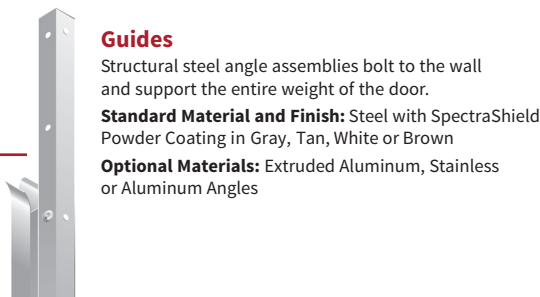 Guides
Structural steel angle assemblies bolt to the wall
and support the entire weight of the door.
Standard Material and Finish: Steel with SpectraShield
Powder Coating in Gray, Tan, White or Brown
Optional Materials: Extruded Aluminum, Stainless
or Aluminum Angles